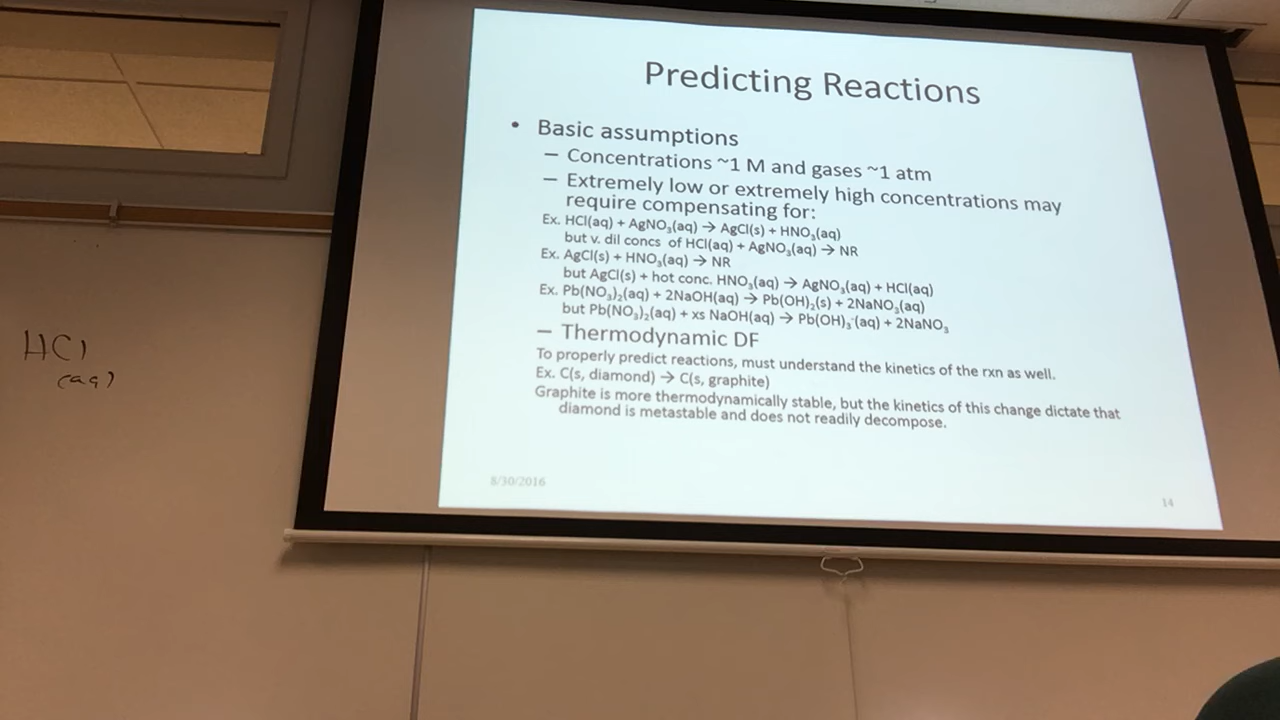 Predicting Reactions
• Basic assumptions
– Concentrations ~1 M and gases ~1 atm
– Extremely low or extremely high concentrations may
require compensating for:
Ex. HCl(aq) + AgNO₃(aq) → AgCl(s) + HNO₃(aq)
but v. dil concs of HCl(aq) + AgNO₃(aq) → NR
Ex. AgCl(s) + HNO₃(aq) → NR
but AgCl(s) + hot conc. HNO₃(aq) → AgNO₃(aq) + HCl(aq)
Ex. Pb(NO₃)₂(aq) + 2NaOH(aq) → Pb(OH)₂(s) + 2NaNO₃(aq)
but Pb(NO₃)₂(aq) + xs NaOH(aq) → Pb(OH)₃⁻(aq) + 2NaNO₃
– Thermodynamic DF
To properly predict reactions, must understand the kinetics of the rxn as well.
Ex. C(s, diamond) → C(s, graphite)
Graphite is more thermodynamically stable, but the kinetics of this change dictate that
diamond is metastable and does not readily decompose.
8/30/2016
14
HCl
(aq)